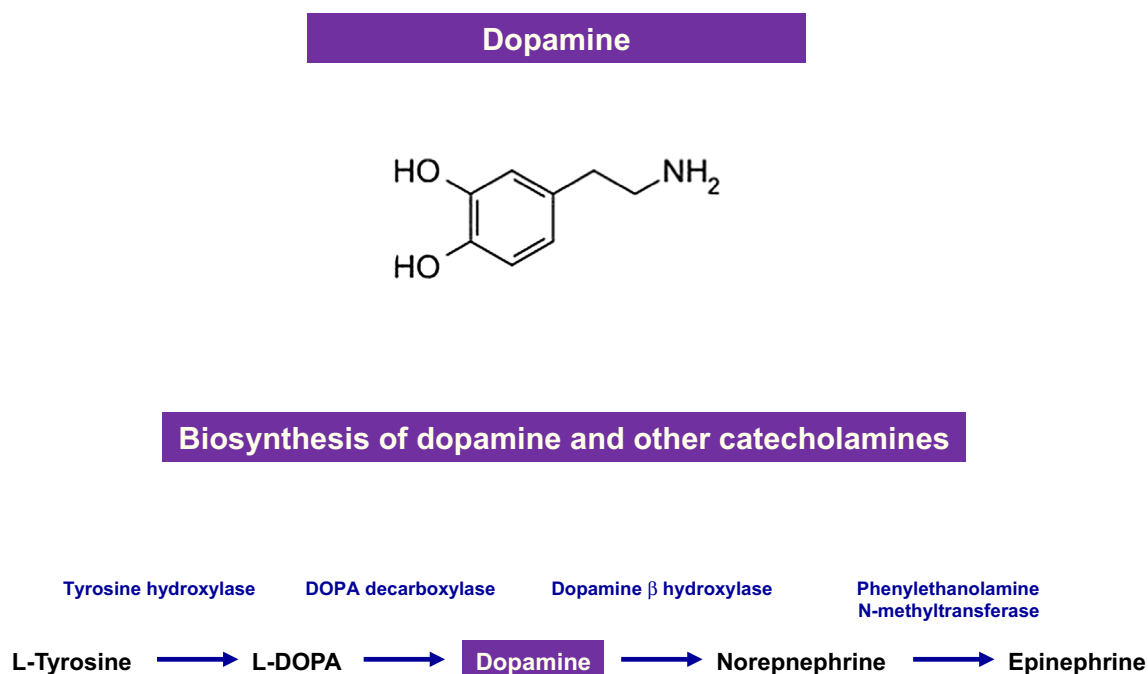 Dopamine
HO
NH2
HO
Biosynthesis of dopamine and other catecholamines
Tyrosine hydroxylase DOPA decarboxylase Dopamine β hydroxylase Phenylethanolamine
N-methyltransferase
L-Tyrosine L-DOPA Dopamine Norepnephrine Epinephrine